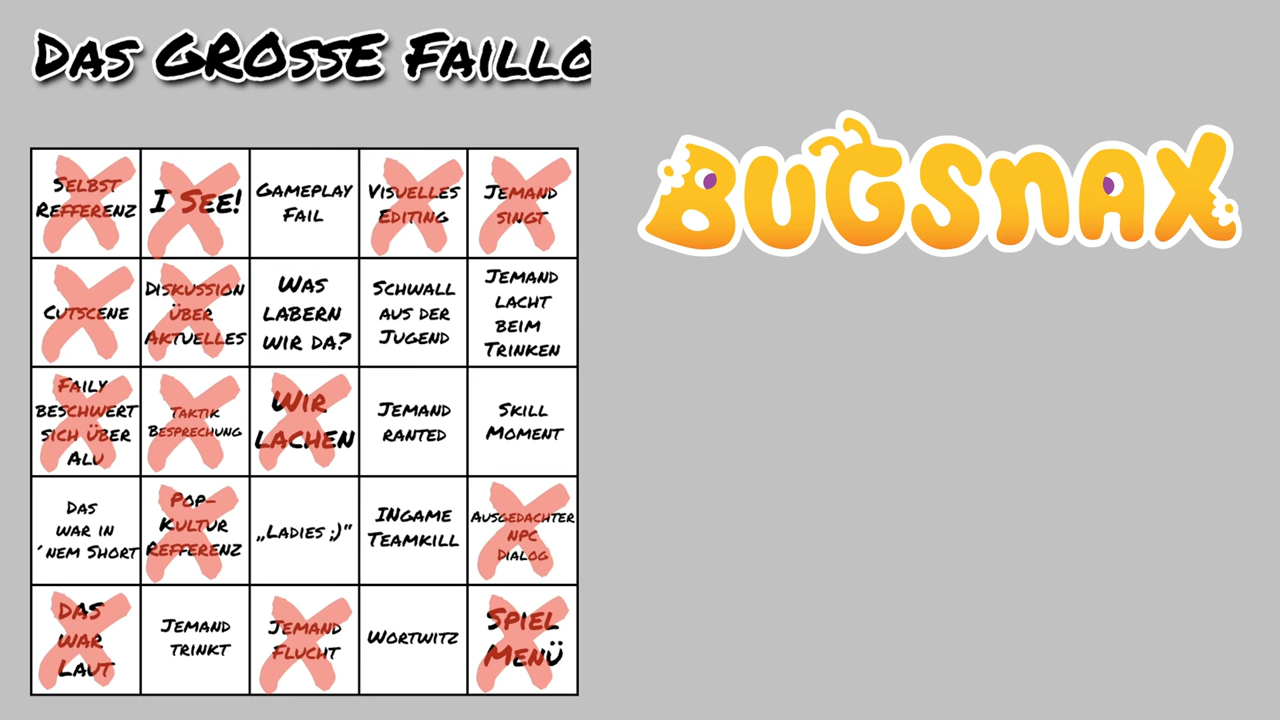 DAS GROSSE FAILLO
BUGSNAX
SELBST
REFFERENZ
I SEE!
GAMEPLAY
FAIL
VISUELLES
EDITING
JEMAND
SINGT
CUTSCENE
DISKUSSION
ÜBER
AKTUELLES
WAS
LABERN
WIR DA?
SCHWALL
AUS DER
JUGEND
JEMAND
LACHT
BEIM
TRINKEN
FAILY
BESCHWERT
SICH ÜBER
ALU
TAKTIK
BESPRECHUNG
WIR
LACHEN
JEMAND
RANTED
SKILL
MOMENT
DAS
WAR IN
´NEM SHORT
POP-
KULTUR
REFFERENZ
„LADIES ;)"
INGAME
TEAMKILL
AUSGEDACHTER
NPC
DIALOG
DAS
WAR
LAUT
JEMAND
TRINKT
JEMAND
FLUCHT
WORTWITZ
SPIEL
MENÜ